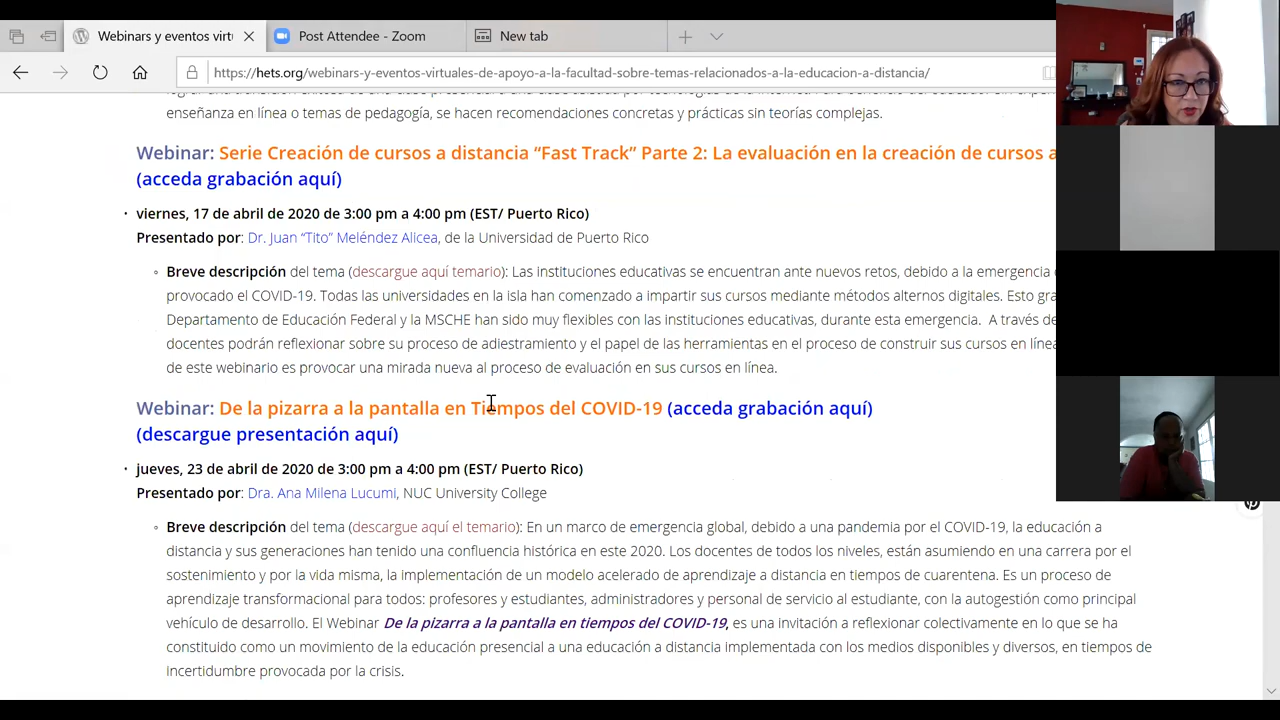 Webinars y eventos virtu
Post Attendee - Zoom
New tab
https://hets.org/webinars-y-eventos-virtuales-de-apoyo-a-la-facultad-sobre-temas-relacionados-a-la-educacion-a-distancia/
enseñanza en línea o temas de pedagogía, se hacen recomendaciones concretas y prácticas sin teorías complejas.
Webinar: Serie Creación de cursos a distancia “Fast Track” Parte 2: La evaluación en la creación de cursos a
(acceda grabación aquí)
• viernes, 17 de abril de 2020 de 3:00 pm a 4:00 pm (EST/ Puerto Rico)
Presentado por: Dr. Juan “Tito” Meléndez Alicea, de la Universidad de Puerto Rico
◦ Breve descripción del tema (descargue aquí temario): Las instituciones educativas se encuentran ante nuevos retos, debido a la emergencia
provocado el COVID-19. Todas las universidades en la isla han comenzado a impartir sus cursos mediante métodos alternos digitales. Esto gra
Departamento de Educación Federal y la MSCHE han sido muy flexibles con las instituciones educativas, durante esta emergencia. A través de
docentes podrán reflexionar sobre su proceso de adiestramiento y el papel de las herramientas en el proceso de construir sus cursos en línea
de este webinario es provocar una mirada nueva al proceso de evaluación en sus cursos en línea.
Webinar: De la pizarra a la pantalla en Tiempos del COVID-19 (acceda grabación aquí)
(descargue presentación aquí)
• jueves, 23 de abril de 2020 de 3:00 pm a 4:00 pm (EST/ Puerto Rico)
Presentado por: Dra. Ana Milena Lucumi, NUC University College
◦ Breve descripción del tema (descargue aquí el temario): En un marco de emergencia global, debido a una pandemia por el COVID-19, la educación a
distancia y sus generaciones han tenido una confluencia histórica en este 2020. Los docentes de todos los niveles, están asumiendo en una carrera por el
sostenimiento y por la vida misma, la implementación de un modelo acelerado de aprendizaje a distancia en tiempos de cuarentena. Es un proceso de
aprendizaje transformacional para todos: profesores y estudiantes, administradores y personal de servicio al estudiante, con la autogestión como principal
vehículo de desarrollo. El Webinar De la pizarra a la pantalla en tiempos del COVID-19, es una invitación a reflexionar colectivamente en lo que se ha
constituido como un movimiento de la educación presencial a una educación a distancia implementada con los medios disponibles y diversos, en tiempos de
incertidumbre provocada por la crisis.